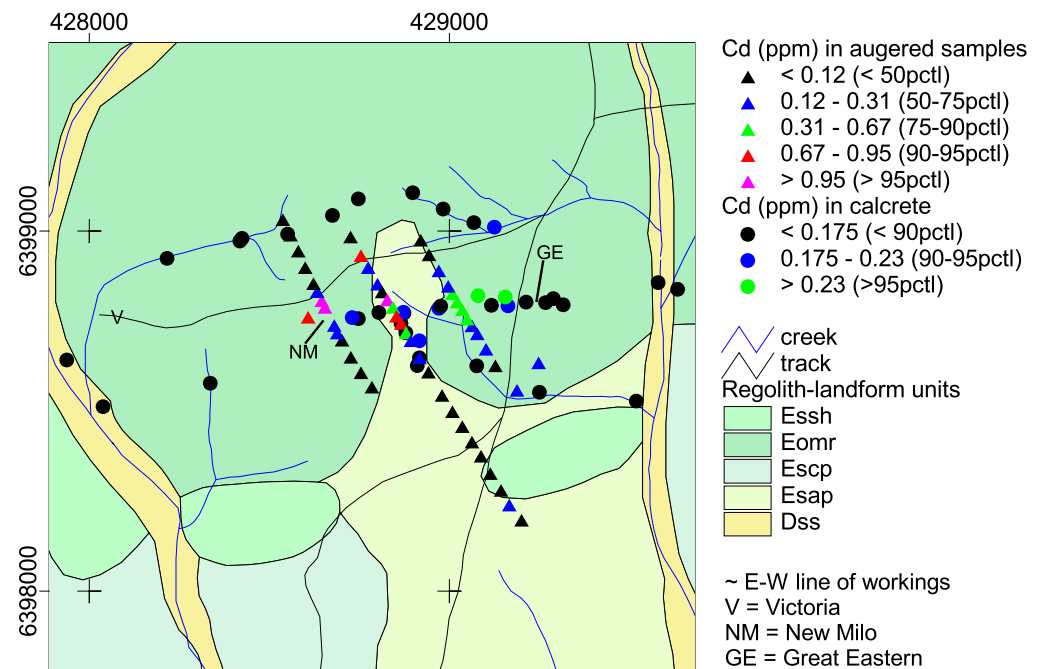 428000
429000
6399000
6398000
GE
V
NM
Cd (ppm) in augered samples
< 0.12 (< 50pctl)
0.12 - 0.31 (50-75pctl)
0.31 - 0.67 (75-90pctl)
0.67 - 0.95 (90-95pctl)
> 0.95 (> 95pctl)
Cd (ppm) in calcrete
< 0.175 (< 90pctl)
0.175 - 0.23 (90-95pctl)
> 0.23 (>95pctl)
creek
track
Regolith-landform units
Essh
Eomr
Escp
Esap
Dss
~ E-W line of workings
V = Victoria
NM = New Milo
GE = Great Eastern